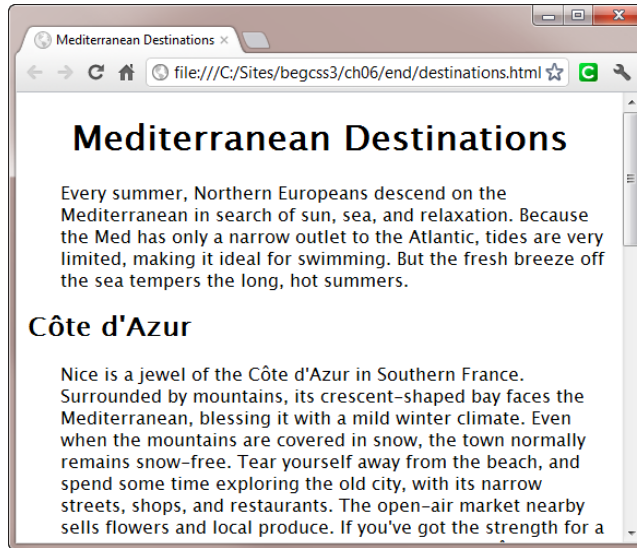 Mediterranean Destinations
file:///C:/Sites/begcss3/ch06/end/destinations.html
Mediterranean Destinations
Every summer, Northern Europeans descend on the
Mediterranean in search of sun, sea, and relaxation. Because
the Med has only a narrow outlet to the Atlantic, tides are very
limited, making it ideal for swimming. But the fresh breeze off
the sea tempers the long, hot summers.
Côte d'Azur
Nice is a jewel of the Côte d'Azur in Southern France.
Surrounded by mountains, its crescent-shaped bay faces the
Mediterranean, blessing it with a mild winter climate. Even
when the mountains are covered in snow, the town normally
remains snow-free. Tear yourself away from the beach, and
spend some time exploring the old city, with its narrow
streets, shops, and restaurants. The open-air market nearby
sells flowers and local produce. If you've got the strength for a